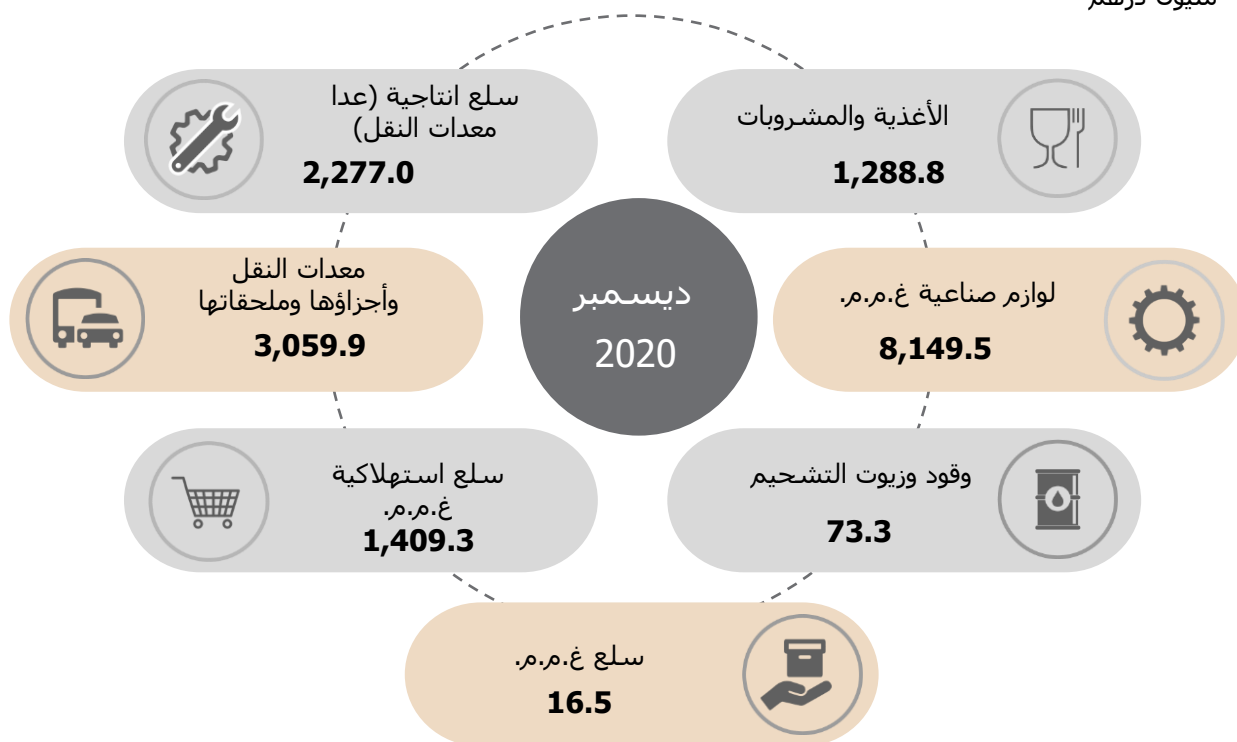 مليون درهم
الأغذية والمشروبات
1,288.8
سلع انتاجية (عدا
معدات النقل)
2,277.0
لوازم صناعية غ.م.م.
8,149.5
ديسمبر
2020
معدات النقل
وأجزاؤها وملحقاتها
3,059.9
وقود وزيوت التشحيم
73.3
سلع استهلاكية
غ.م.م.
1,409.3
سلع غ.م.م.
16.5